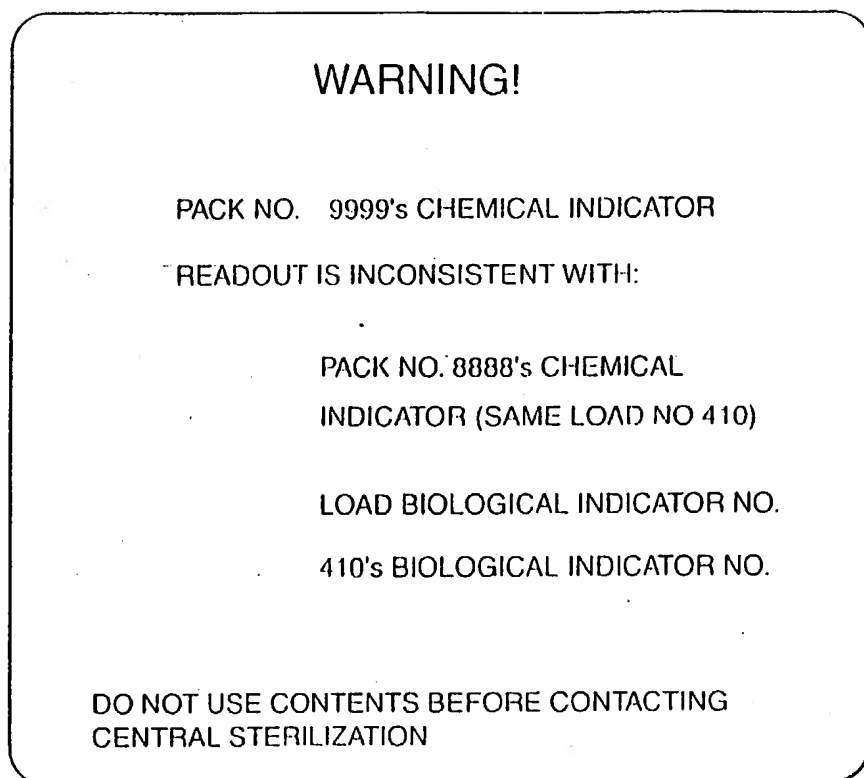 WARNING!
PACK NO. 9999's CHEMICAL INDICATOR
READOUT IS INCONSISTENT WITH:
PACK NO. 8888's CHEMICAL
INDICATOR (SAME LOAD NO 410)
LOAD BIOLOGICAL INDICATOR NO.
410's BIOLOGICAL INDICATOR NO.
DO NOT USE CONTENTS BEFORE CONTACTING
CENTRAL STERILIZATION